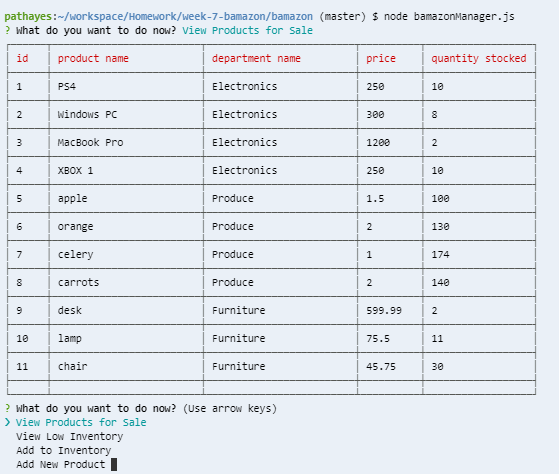 pathayes:~/workspace/Homework/week-7-bamazon/bamazon (master) $ node bamazonManager.js
? What do you want to do now? View Products for Sale
id product name department name price quantity stocked
1 PS4 Electronics 250 10
2 Windows PC Electronics 300 8
3 MacBook Pro Electronics 1200 2
4 XBOX 1 Electronics 250 10
5 apple Produce 1.5 100
6 orange Produce 2 130
7 celery Produce 1 174
8 carrots Produce 2 140
9 desk Furniture 599.99 2
10 lamp Furniture 75.5 11
11 chair Furniture 45.75 30
? What do you want to do now? (Use arrow keys)
❯ View Products for Sale
View Low Inventory
Add to Inventory
Add New Product